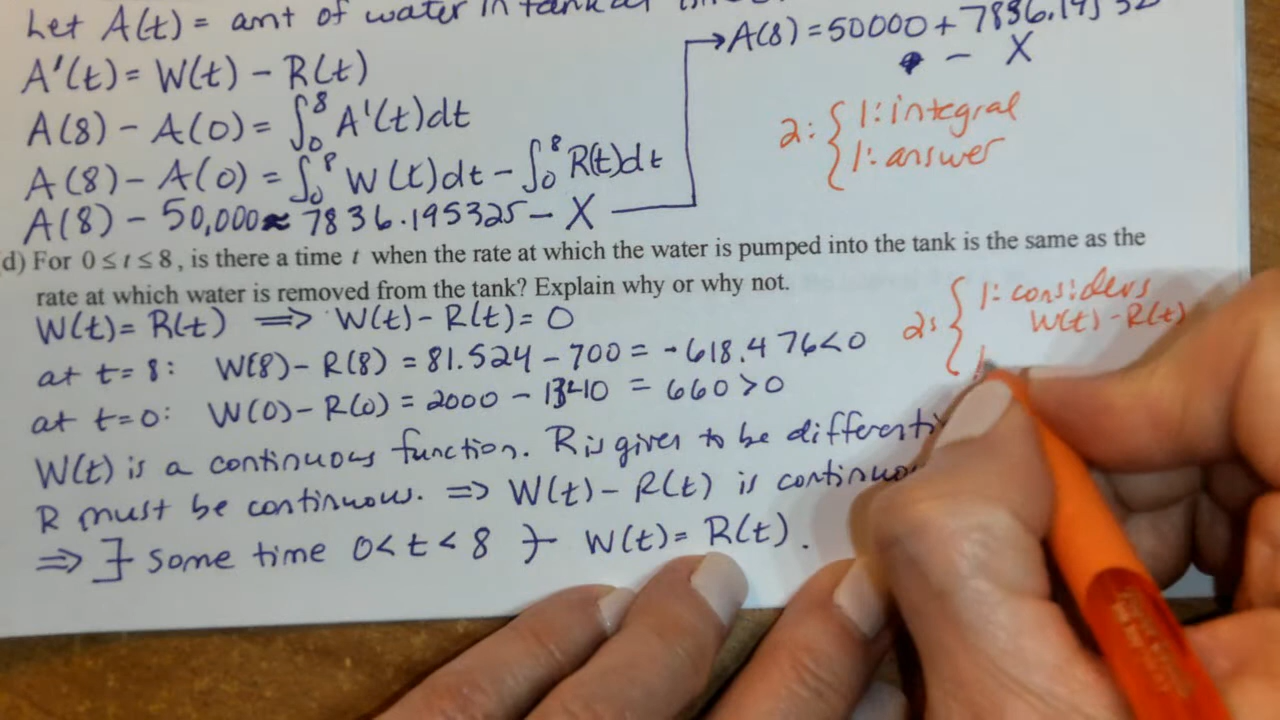 Let A(t) = amt of water in tank at
A'(t) = W(t) - R(t)
A(8) - A(0) = ∫₀⁸ A'(t)dt
A(8) - A(0) = ∫₀⁸ W(t)dt - ∫₀⁸ R(t)dt
A(8) - 50,000 ≈ 7836.195325 - X
→ A(8) = 50000 + 7836.1953
- X
2: { 1: integral
1: answer
d) For 0 ≤ t ≤ 8, is there a time t when the rate at which the water is pumped into the tank is the same as the
rate at which water is removed from the tank? Explain why or why not.
W(t) = R(t) ⟹ W(t) - R(t) = 0
at t = 8: W(8) - R(8) = 81.524 - 700 = -618.476 < 0
at t = 0: W(0) - R(0) = 2000 - 1340 = 660 > 0
W(t) is a continuous function. R is given to be differenti
R must be continuous. ⟹ W(t) - R(t) is continuou
⟹ ∃ some time 0 < t < 8 ∋ W(t) = R(t).
2: { 1: considers
W(t) - R(t)
1